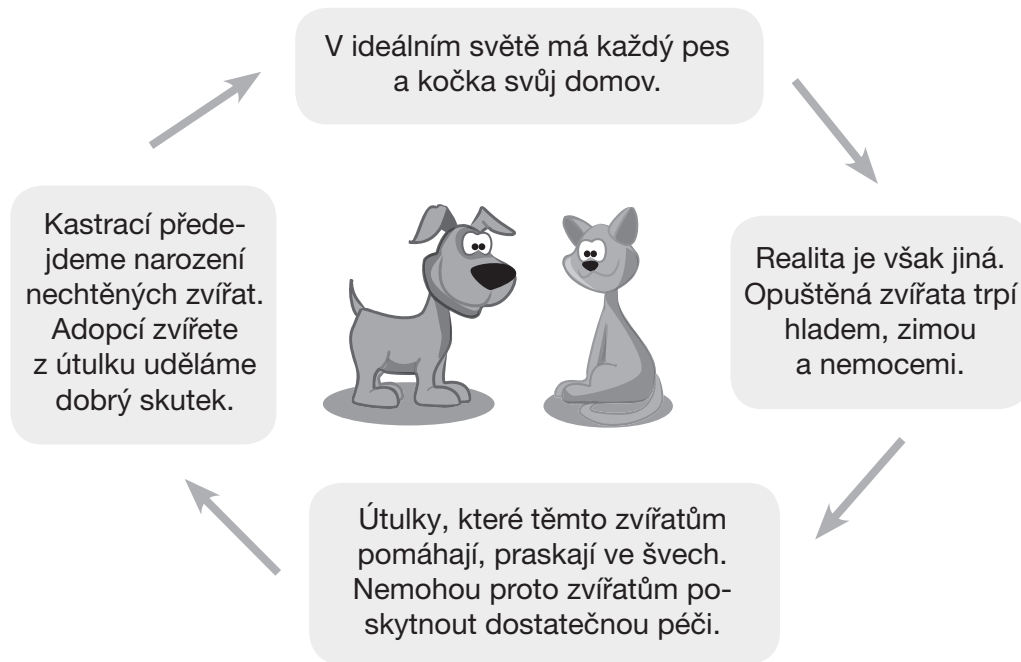 V ideálním světě má každý pes
a kočka svůj domov.
Realita je však jiná.
Opuštěná zvířata trpí
hladem, zimou
a nemocemi.
Útulky, které těmto zvířatům
pomáhají, praskají ve švech.
Nemohou proto zvířatům po-
skytnout dostatečnou péči.
Kastrací přede-
jdeme narození
nechtěných zvířat.
Adopcí zvířete
z útulku uděláme
dobrý skutek.